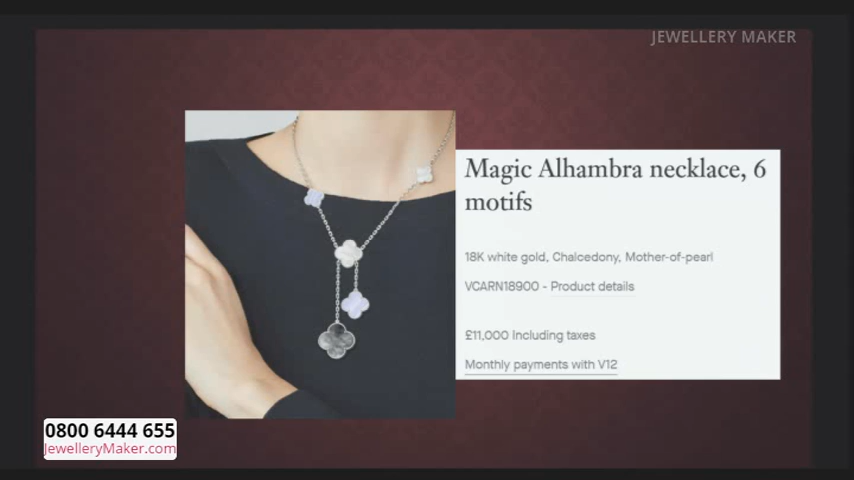 JEWELLERY MAKER
Magic Alhambra necklace, 6
motifs
18K white gold, Chalcedony, Mother-of-pearl
VCARN18900 - Product details
£11,000 Including taxes
Monthly payments with V12
0800 6444 655
JewelleryMaker.com